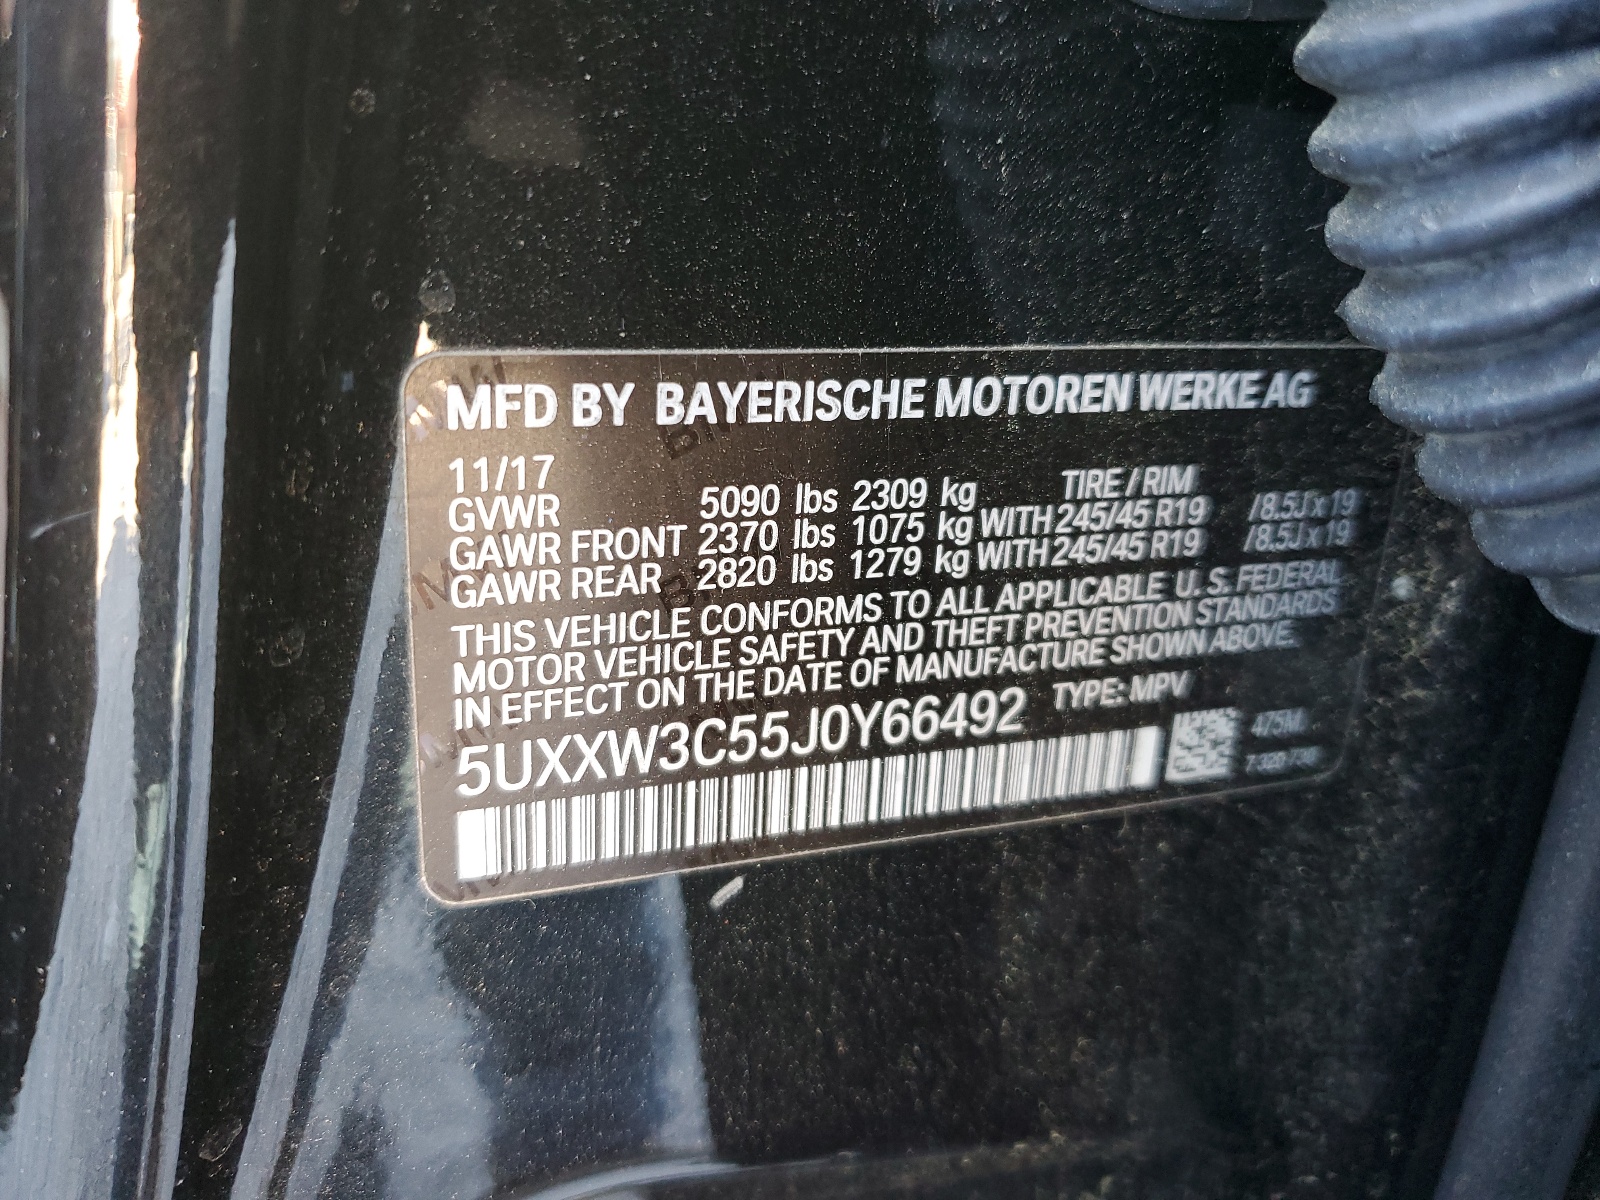 MFD BY BAYERISCHE MOTOREN WERKE AG
11/17 TIRE / RIM
GVWR 5090 lbs 2309 kg
GAWR FRONT 2370 lbs 1075 kg WITH 245/45 R19 /8.5J x 19
GAWR REAR 2820 lbs 1279 kg WITH 245/45 R19 /8.5J x 19
THIS VEHICLE CONFORMS TO ALL APPLICABLE U. S. FEDERAL
MOTOR VEHICLE SAFETY AND THEFT PREVENTION STANDARDS
IN EFFECT ON THE DATE OF MANUFACTURE SHOWN ABOVE.
5UXXW3C55J0Y66492 TYPE: MPV
475M